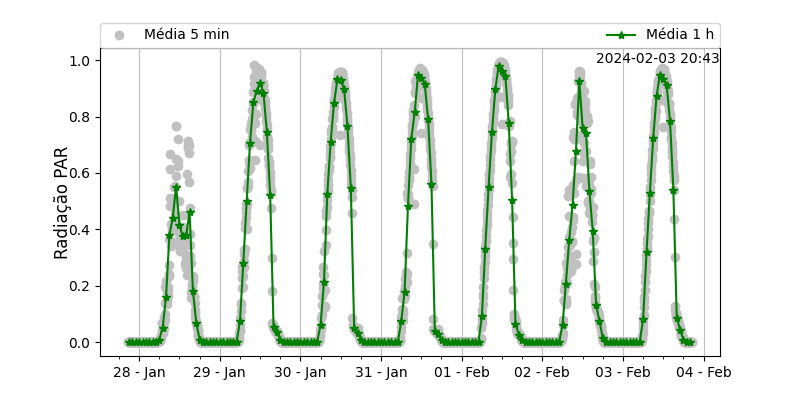 Média 5 min
Média 1 h
2024-02-03 20:43
Radiação PAR
1.0
0.8
0.6
0.4
0.2
0.0
28 - Jan
29 - Jan
30 - Jan
31 - Jan
01 - Feb
02 - Feb
03 - Feb
04 - Feb